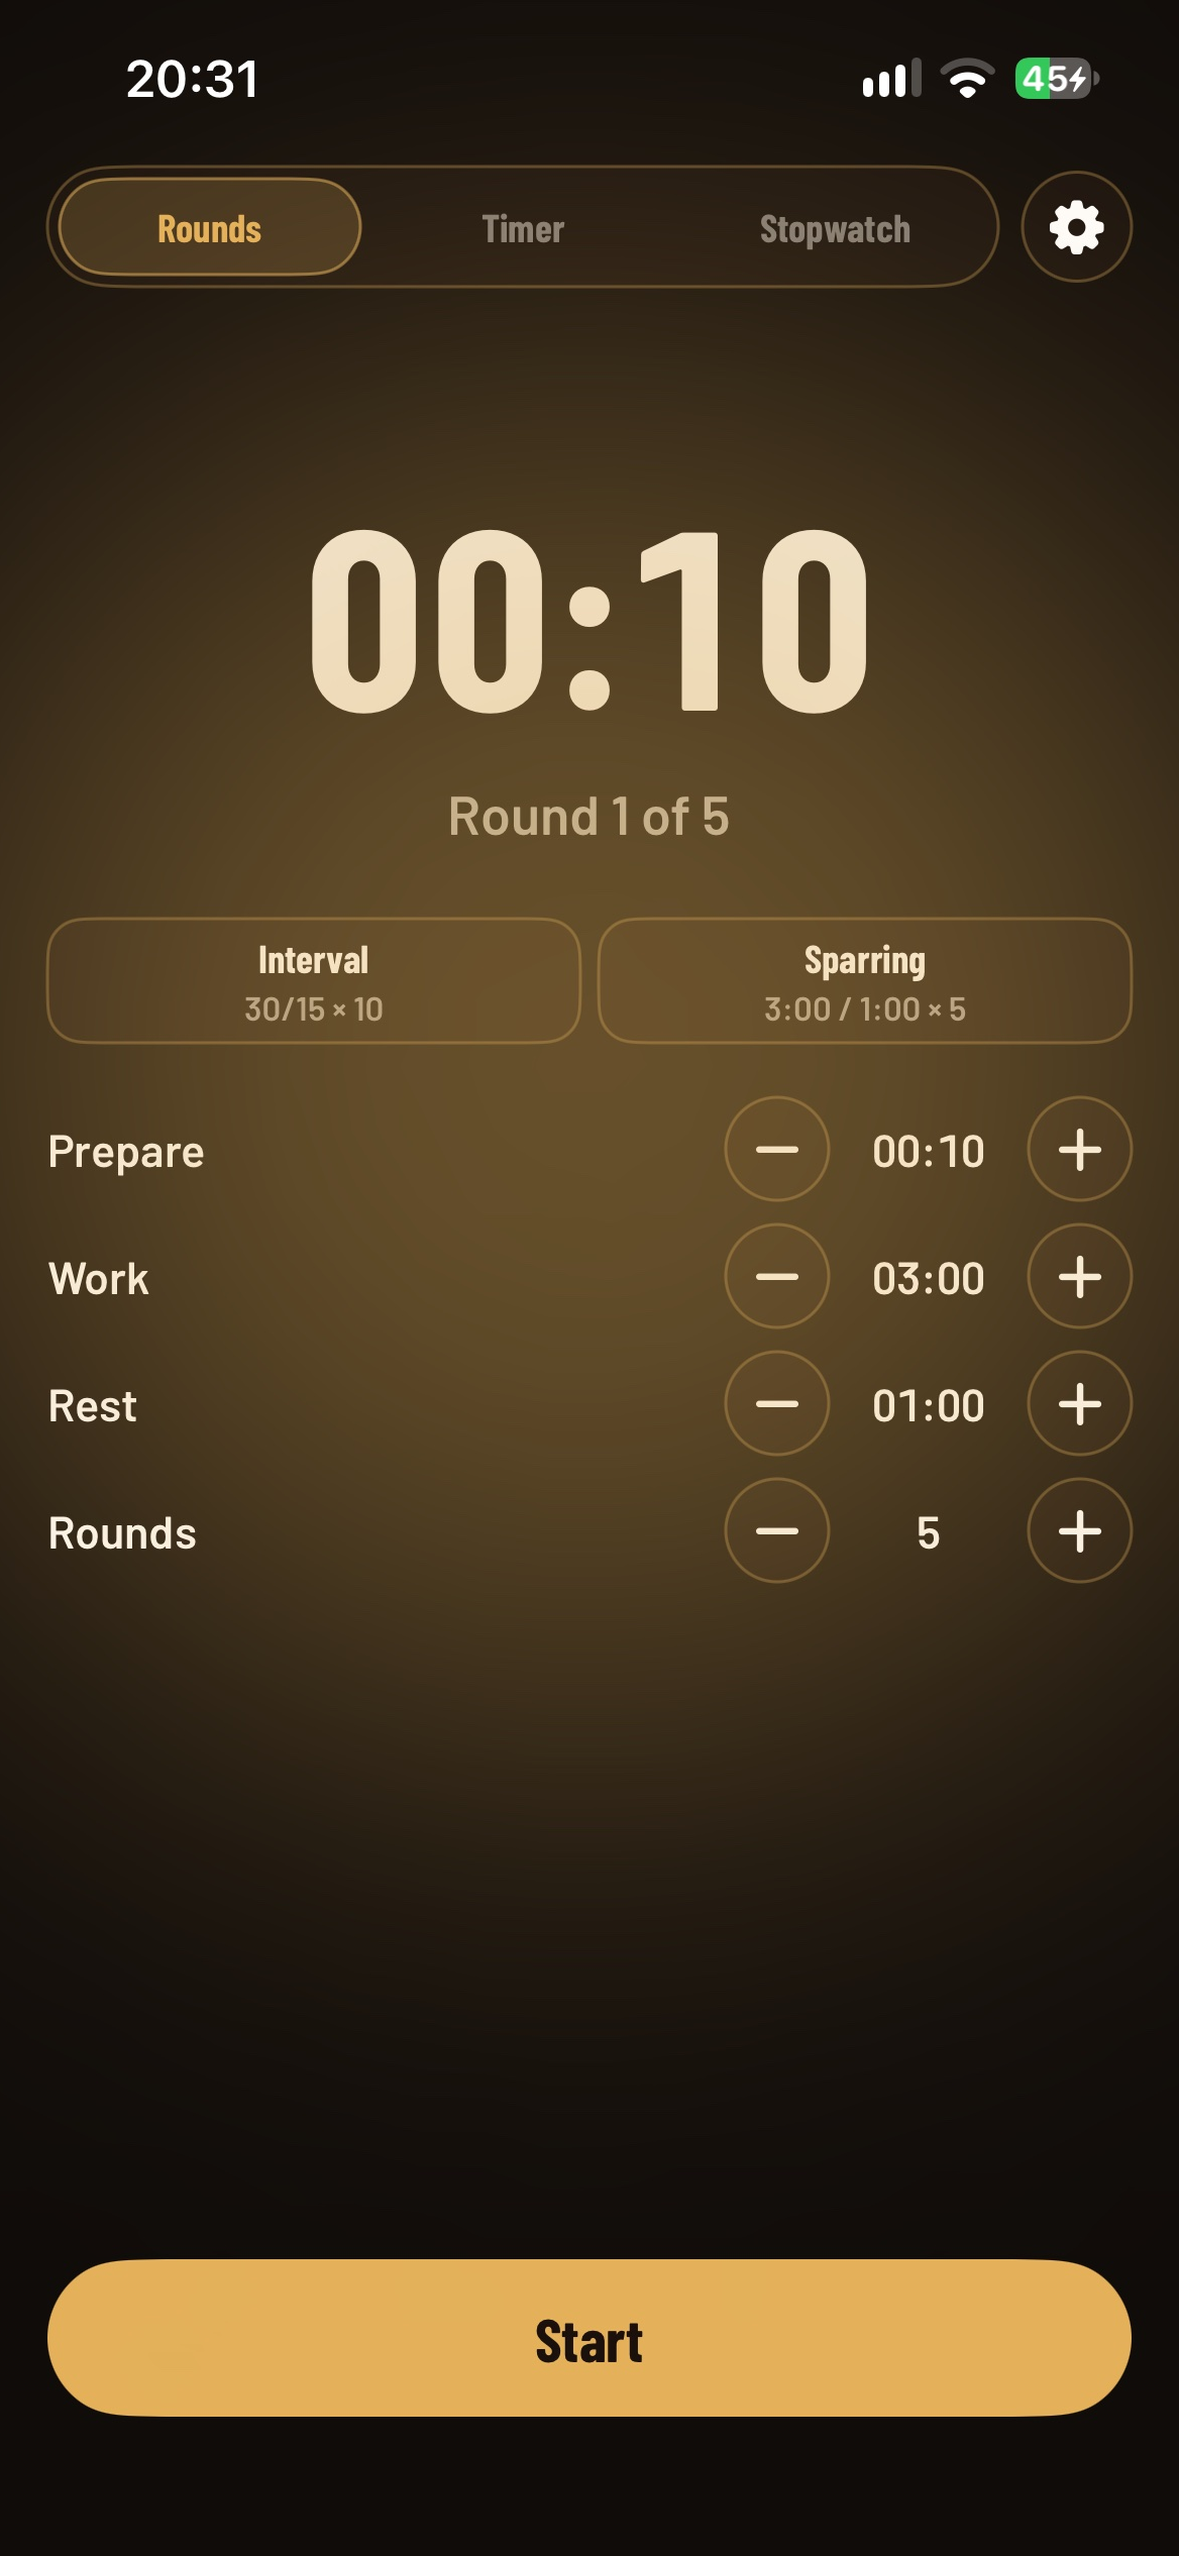 20:31 45
Rounds Timer Stopwatch
00:10
Round 1 of 5
Interval Sparring
30/15 × 10 3:00 / 1:00 × 5
Prepare 00:10
Work 03:00
Rest 01:00
Rounds 5
Start